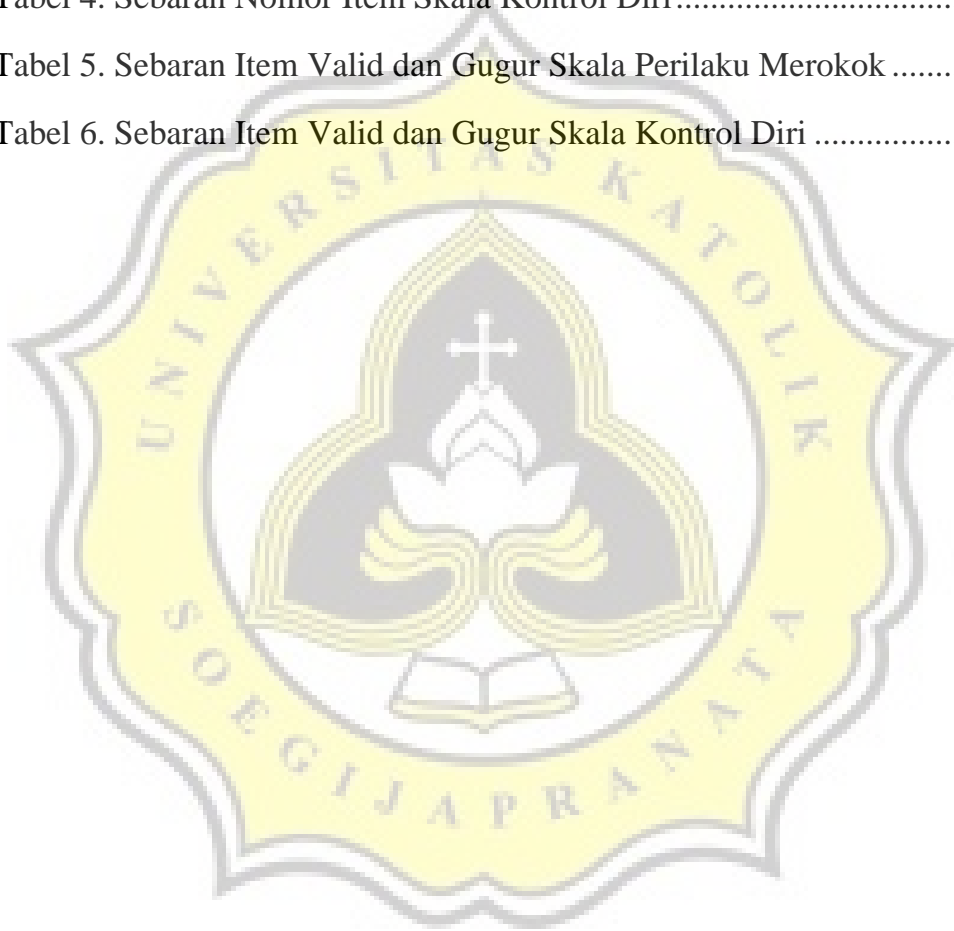 Tabel 4. Sebaran Nomor Item Skala Kontrol Diri................................
Tabel 5. Sebaran Item Valid dan Gugur Skala Perilaku Merokok .......
Tabel 6. Sebaran Item Valid dan Gugur Skala Kontrol Diri ................
UNIVERSITAS KATOLIK
SOEGIJAPRANATA